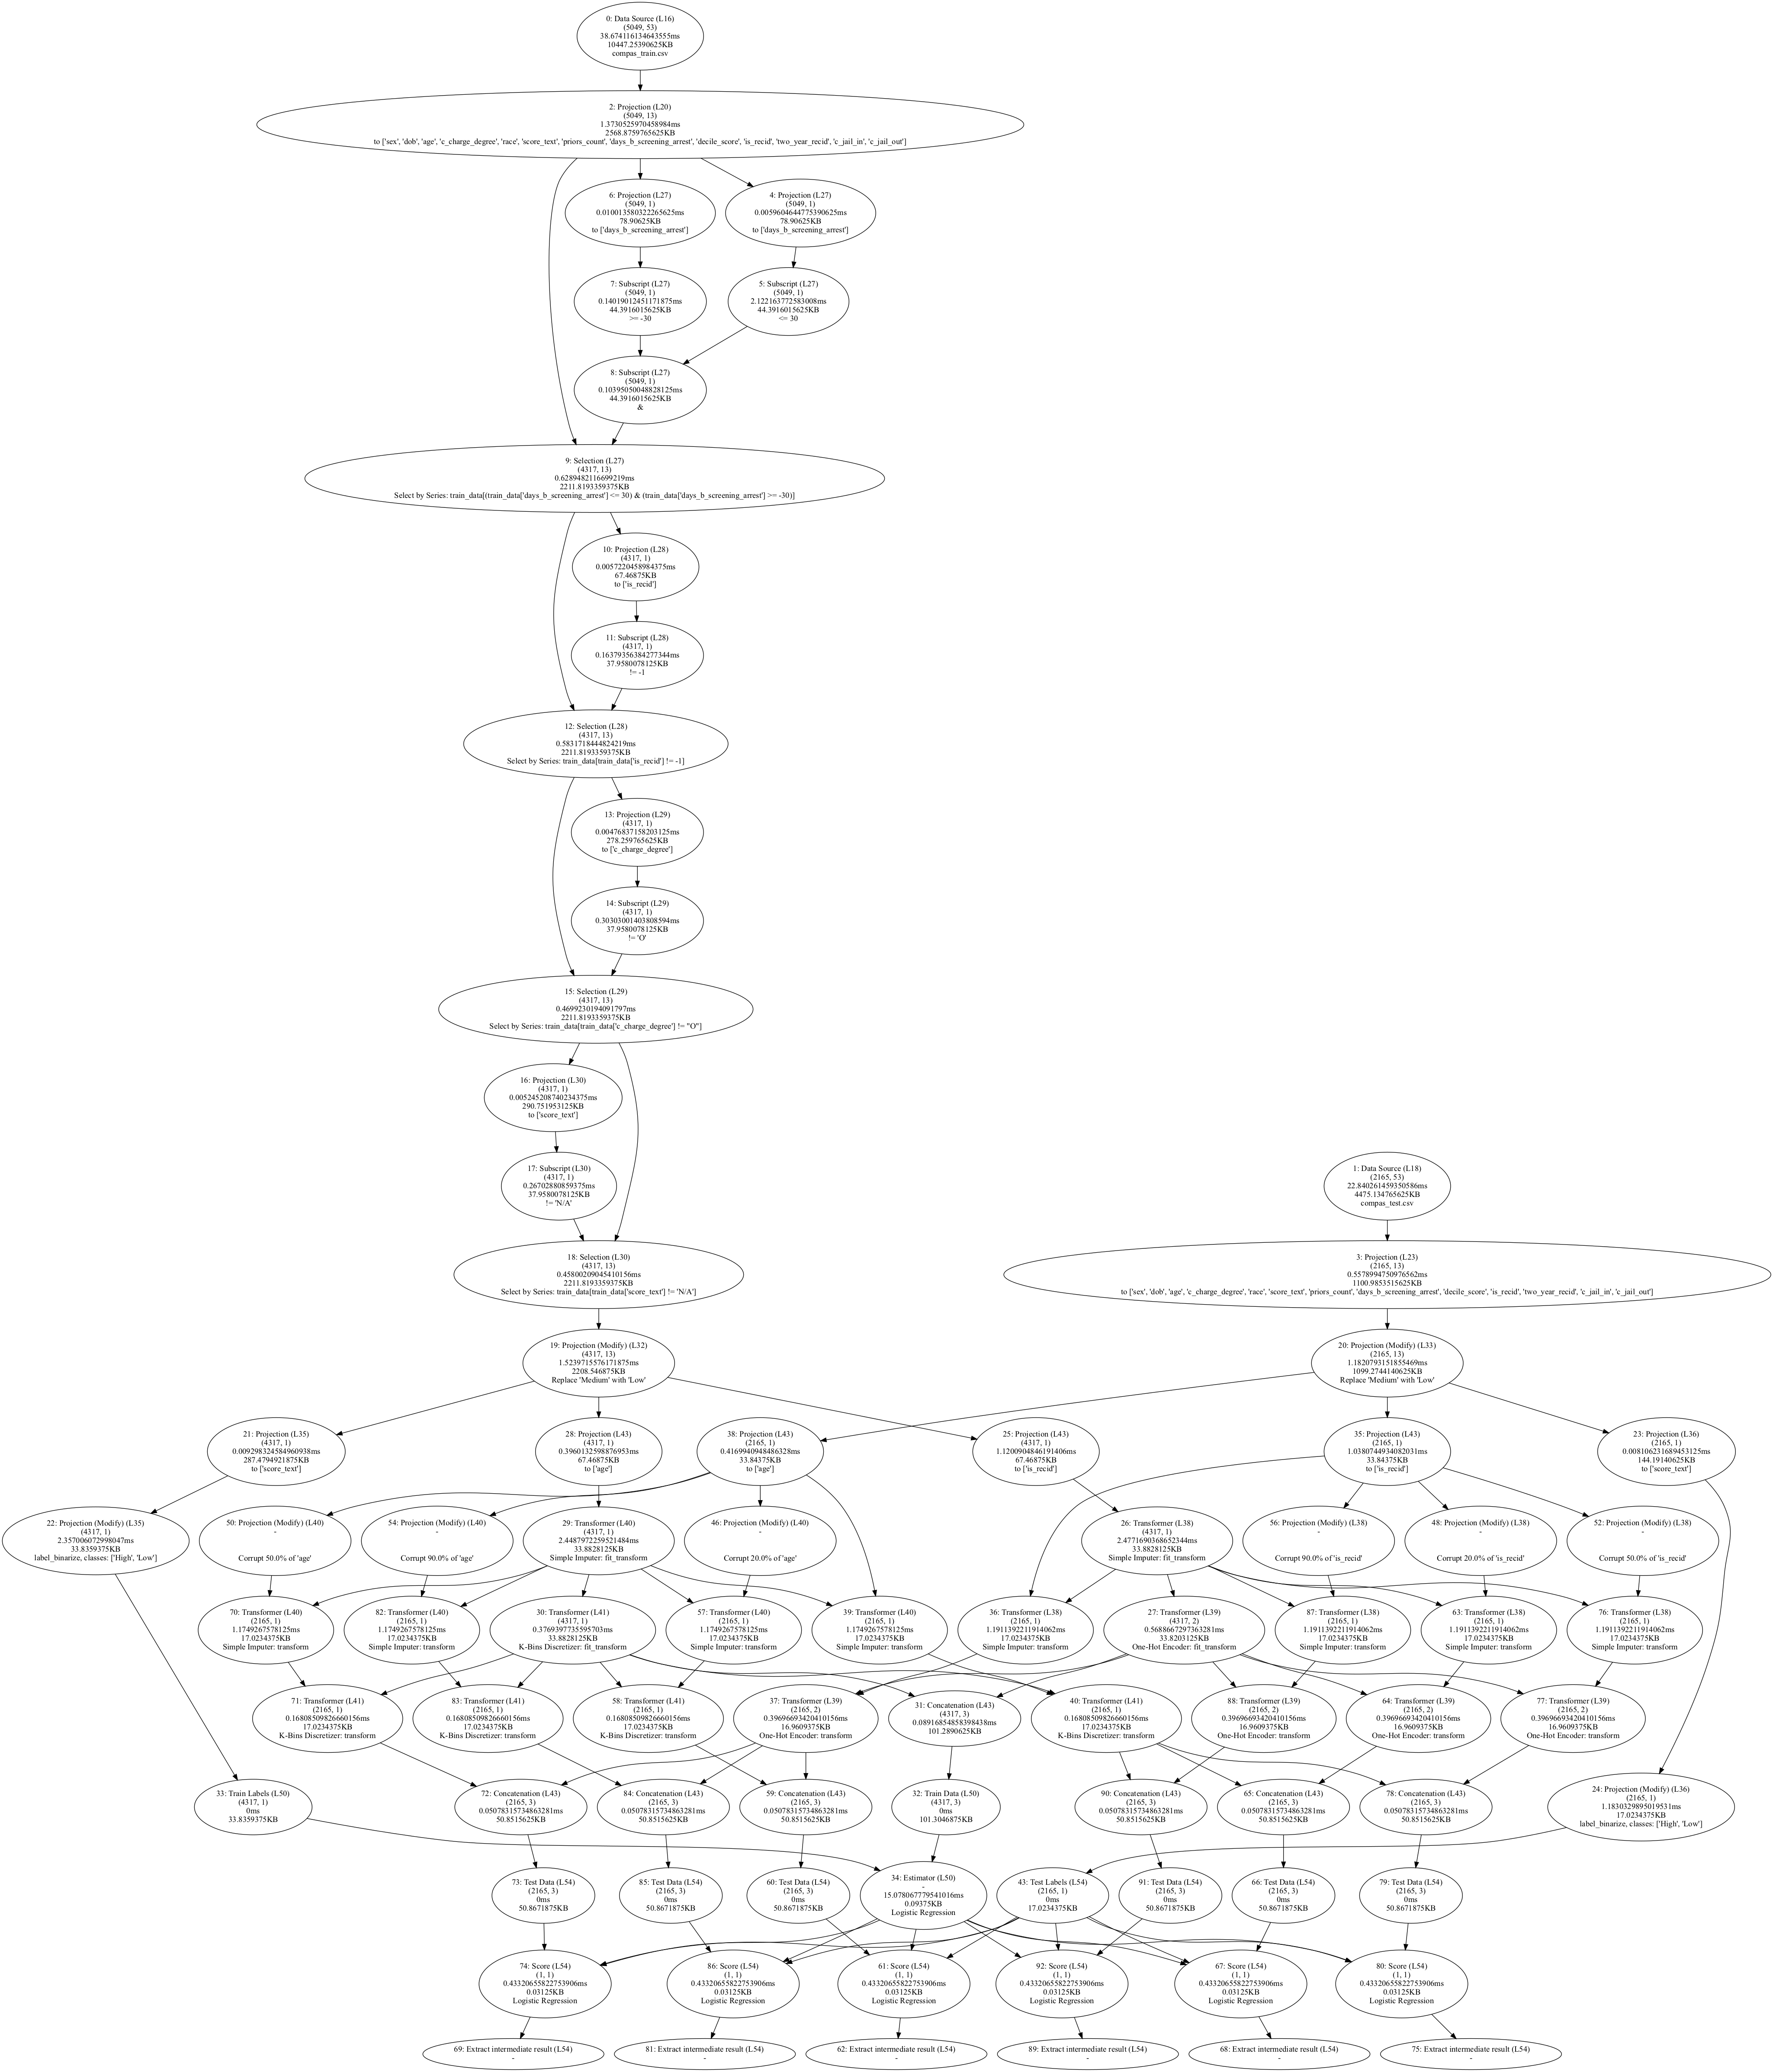 0: Data Source (L16)
(5049, 53)
38.674116134643555ms
10447.25390625KB
compas_train.csv
2: Projection (L20)
(5049, 13)
1.3730525970458984ms
2568.8759765625KB
to ['sex', 'dob', 'age', 'c_charge_degree', 'race', 'score_text', 'priors_count', 'days_b_screening_arrest', 'decile_score', 'is_recid', 'two_year_recid', 'c_jail_in', 'c_jail_out']
6: Projection (L27)
(5049, 1)
0.010013580322265625ms
78.90625KB
to ['days_b_screening_arrest']
4: Projection (L27)
(5049, 1)
0.0059604644775390625ms
78.90625KB
to ['days_b_screening_arrest']
7: Subscript (L27)
(5049, 1)
0.14019012451171875ms
44.3916015625KB
>= -30
5: Subscript (L27)
(5049, 1)
2.122163772583008ms
44.3916015625KB
<= 30
8: Subscript (L27)
(5049, 1)
0.10395050048828125ms
44.3916015625KB
&
9: Selection (L27)
(4317, 13)
0.6289482116699219ms
2211.8193359375KB
Select by Series: train_data[(train_data['days_b_screening_arrest'] <= 30) & (train_data['days_b_screening_arrest'] >= -30)]
10: Projection (L28)
(4317, 1)
0.0057220458984375ms
67.46875KB
to ['is_recid']
11: Subscript (L28)
(4317, 1)
0.16379356384277344ms
37.9580078125KB
!= -1
12: Selection (L28)
(4317, 13)
0.5831718444824219ms
2211.8193359375KB
Select by Series: train_data[train_data['is_recid'] != -1]
13: Projection (L29)
(4317, 1)
0.00476837158203125ms
278.259765625KB
to ['c_charge_degree']
14: Subscript (L29)
(4317, 1)
0.30303001403808594ms
37.9580078125KB
!= 'O'
15: Selection (L29)
(4317, 13)
0.4699230194091797ms
2211.8193359375KB
Select by Series: train_data[train_data['c_charge_degree'] != "O"]
16: Projection (L30)
(4317, 1)
0.005245208740234375ms
290.751953125KB
to ['score_text']
17: Subscript (L30)
(4317, 1)
0.26702880859375ms
37.9580078125KB
!= 'N/A'
1: Data Source (L18)
(2165, 53)
22.840261459350586ms
4475.134765625KB
compas_test.csv
18: Selection (L30)
(4317, 13)
0.45800209045410156ms
2211.8193359375KB
Select by Series: train_data[train_data['score_text'] != 'N/A']
3: Projection (L23)
(2165, 13)
0.5578994750976562ms
1100.9853515625KB
to ['sex', 'dob', 'age', 'c_charge_degree', 'race', 'score_text', 'priors_count', 'days_b_screening_arrest', 'decile_score', 'is_recid', 'two_year_recid', 'c_jail_in', 'c_jail_out']
19: Projection (Modify) (L32)
(4317, 13)
1.5239715576171875ms
2208.546875KB
Replace 'Medium' with 'Low'
20: Projection (Modify) (L33)
(2165, 13)
1.1820793151855469ms
1099.2744140625KB
Replace 'Medium' with 'Low'
21: Projection (L35)
(4317, 1)
0.009298324584960938ms
287.4794921875KB
to ['score_text']
28: Projection (L43)
(4317, 1)
0.3960132598876953ms
67.46875KB
to ['age']
38: Projection (L43)
(2165, 1)
0.4169940948486328ms
33.84375KB
to ['age']
25: Projection (L43)
(4317, 1)
1.1200904846191406ms
67.46875KB
to ['is_recid']
35: Projection (L43)
(2165, 1)
1.0380744934082031ms
33.84375KB
to ['is_recid']
23: Projection (L36)
(2165, 1)
0.008106231689453125ms
144.19140625KB
to ['score_text']
22: Projection (Modify) (L35)
(4317, 1)
2.357006072998047ms
33.8359375KB
label_binarize, classes: ['High', 'Low']
50: Projection (Modify) (L40)
-
Corrupt 50.0% of 'age'
54: Projection (Modify) (L40)
-
Corrupt 90.0% of 'age'
29: Transformer (L40)
(4317, 1)
2.4487972259521484ms
33.8828125KB
Simple Imputer: fit_transform
46: Projection (Modify) (L40)
-
Corrupt 20.0% of 'age'
26: Transformer (L38)
(4317, 1)
2.4771690368652344ms
33.8828125KB
Simple Imputer: fit_transform
56: Projection (Modify) (L38)
-
Corrupt 90.0% of 'is_recid'
48: Projection (Modify) (L38)
-
Corrupt 20.0% of 'is_recid'
52: Projection (Modify) (L38)
-
Corrupt 50.0% of 'is_recid'
70: Transformer (L40)
(2165, 1)
1.1749267578125ms
17.0234375KB
Simple Imputer: transform
82: Transformer (L40)
(2165, 1)
1.1749267578125ms
17.0234375KB
Simple Imputer: transform
30: Transformer (L41)
(4317, 1)
0.3769397735595703ms
33.8828125KB
K-Bins Discretizer: fit_transform
57: Transformer (L40)
(2165, 1)
1.1749267578125ms
17.0234375KB
Simple Imputer: transform
39: Transformer (L40)
(2165, 1)
1.1749267578125ms
17.0234375KB
Simple Imputer: transform
36: Transformer (L38)
(2165, 1)
1.1911392211914062ms
17.0234375KB
Simple Imputer: transform
27: Transformer (L39)
(4317, 2)
0.5688667297363281ms
33.8203125KB
One-Hot Encoder: fit_transform
87: Transformer (L38)
(2165, 1)
1.1911392211914062ms
17.0234375KB
Simple Imputer: transform
63: Transformer (L38)
(2165, 1)
1.1911392211914062ms
17.0234375KB
Simple Imputer: transform
76: Transformer (L38)
(2165, 1)
1.1911392211914062ms
17.0234375KB
Simple Imputer: transform
71: Transformer (L41)
(2165, 1)
0.16808509826660156ms
17.0234375KB
K-Bins Discretizer: transform
83: Transformer (L41)
(2165, 1)
0.16808509826660156ms
17.0234375KB
K-Bins Discretizer: transform
58: Transformer (L41)
(2165, 1)
0.16808509826660156ms
17.0234375KB
K-Bins Discretizer: transform
37: Transformer (L39)
(2165, 2)
0.39696693420410156ms
16.9609375KB
One-Hot Encoder: transform
31: Concatenation (L43)
(4317, 3)
0.08916854858398438ms
101.2890625KB
40: Transformer (L41)
(2165, 1)
0.16808509826660156ms
17.0234375KB
K-Bins Discretizer: transform
88: Transformer (L39)
(2165, 2)
0.39696693420410156ms
16.9609375KB
One-Hot Encoder: transform
64: Transformer (L39)
(2165, 2)
0.39696693420410156ms
16.9609375KB
One-Hot Encoder: transform
77: Transformer (L39)
(2165, 2)
0.39696693420410156ms
16.9609375KB
One-Hot Encoder: transform
33: Train Labels (L50)
(4317, 1)
0ms
33.8359375KB
72: Concatenation (L43)
(2165, 3)
0.05078315734863281ms
50.8515625KB
84: Concatenation (L43)
(2165, 3)
0.05078315734863281ms
50.8515625KB
59: Concatenation (L43)
(2165, 3)
0.05078315734863281ms
50.8515625KB
32: Train Data (L50)
(4317, 3)
0ms
101.3046875KB
90: Concatenation (L43)
(2165, 3)
0.05078315734863281ms
50.8515625KB
65: Concatenation (L43)
(2165, 3)
0.05078315734863281ms
50.8515625KB
78: Concatenation (L43)
(2165, 3)
0.05078315734863281ms
50.8515625KB
24: Projection (Modify) (L36)
(2165, 1)
1.1830329895019531ms
17.0234375KB
label_binarize, classes: ['High', 'Low']
73: Test Data (L54)
(2165, 3)
0ms
50.8671875KB
85: Test Data (L54)
(2165, 3)
0ms
50.8671875KB
60: Test Data (L54)
(2165, 3)
0ms
50.8671875KB
34: Estimator (L50)
-
15.078067779541016ms
0.09375KB
Logistic Regression
43: Test Labels (L54)
(2165, 1)
0ms
17.0234375KB
91: Test Data (L54)
(2165, 3)
0ms
50.8671875KB
66: Test Data (L54)
(2165, 3)
0ms
50.8671875KB
79: Test Data (L54)
(2165, 3)
0ms
50.8671875KB
74: Score (L54)
(1, 1)
0.43320655822753906ms
0.03125KB
Logistic Regression
86: Score (L54)
(1, 1)
0.43320655822753906ms
0.03125KB
Logistic Regression
61: Score (L54)
(1, 1)
0.43320655822753906ms
0.03125KB
Logistic Regression
92: Score (L54)
(1, 1)
0.43320655822753906ms
0.03125KB
Logistic Regression
67: Score (L54)
(1, 1)
0.43320655822753906ms
0.03125KB
Logistic Regression
80: Score (L54)
(1, 1)
0.43320655822753906ms
0.03125KB
Logistic Regression
69: Extract intermediate result (L54)
-
81: Extract intermediate result (L54)
-
62: Extract intermediate result (L54)
-
89: Extract intermediate result (L54)
-
68: Extract intermediate result (L54)
-
75: Extract intermediate result (L54)
-